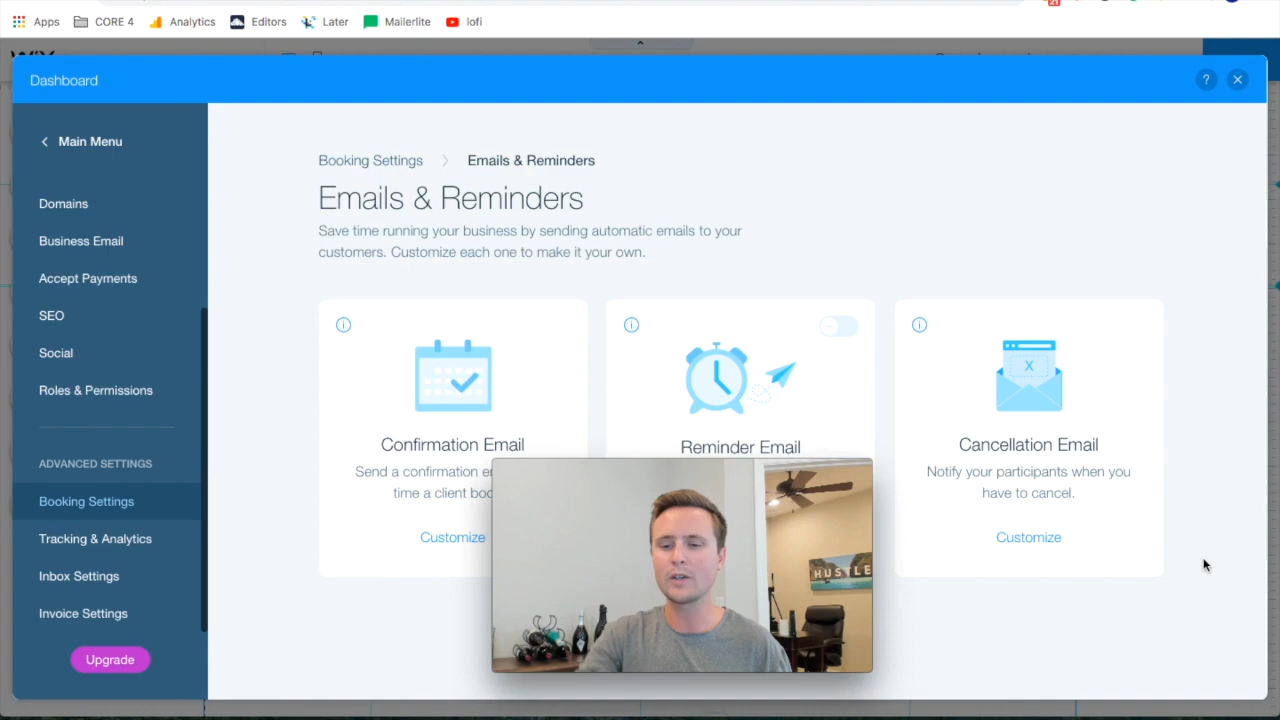 Apps CORE 4 Analytics Editors Later Mailerlite lofi
Dashboard
?
Main Menu
Domains
Business Email
Accept Payments
SEO
Social
Roles & Permissions
ADVANCED SETTINGS
Booking Settings
Tracking & Analytics
Inbox Settings
Invoice Settings
Upgrade
Booking Settings Emails & Reminders
Emails & Reminders
Save time running your business by sending automatic emails to your
customers. Customize each one to make it your own.
Confirmation Email
Send a confirmation
time a client
Customize
Reminder Email
X
Cancellation Email
Notify your participants when you
have to cancel.
Customize
HUSTLE